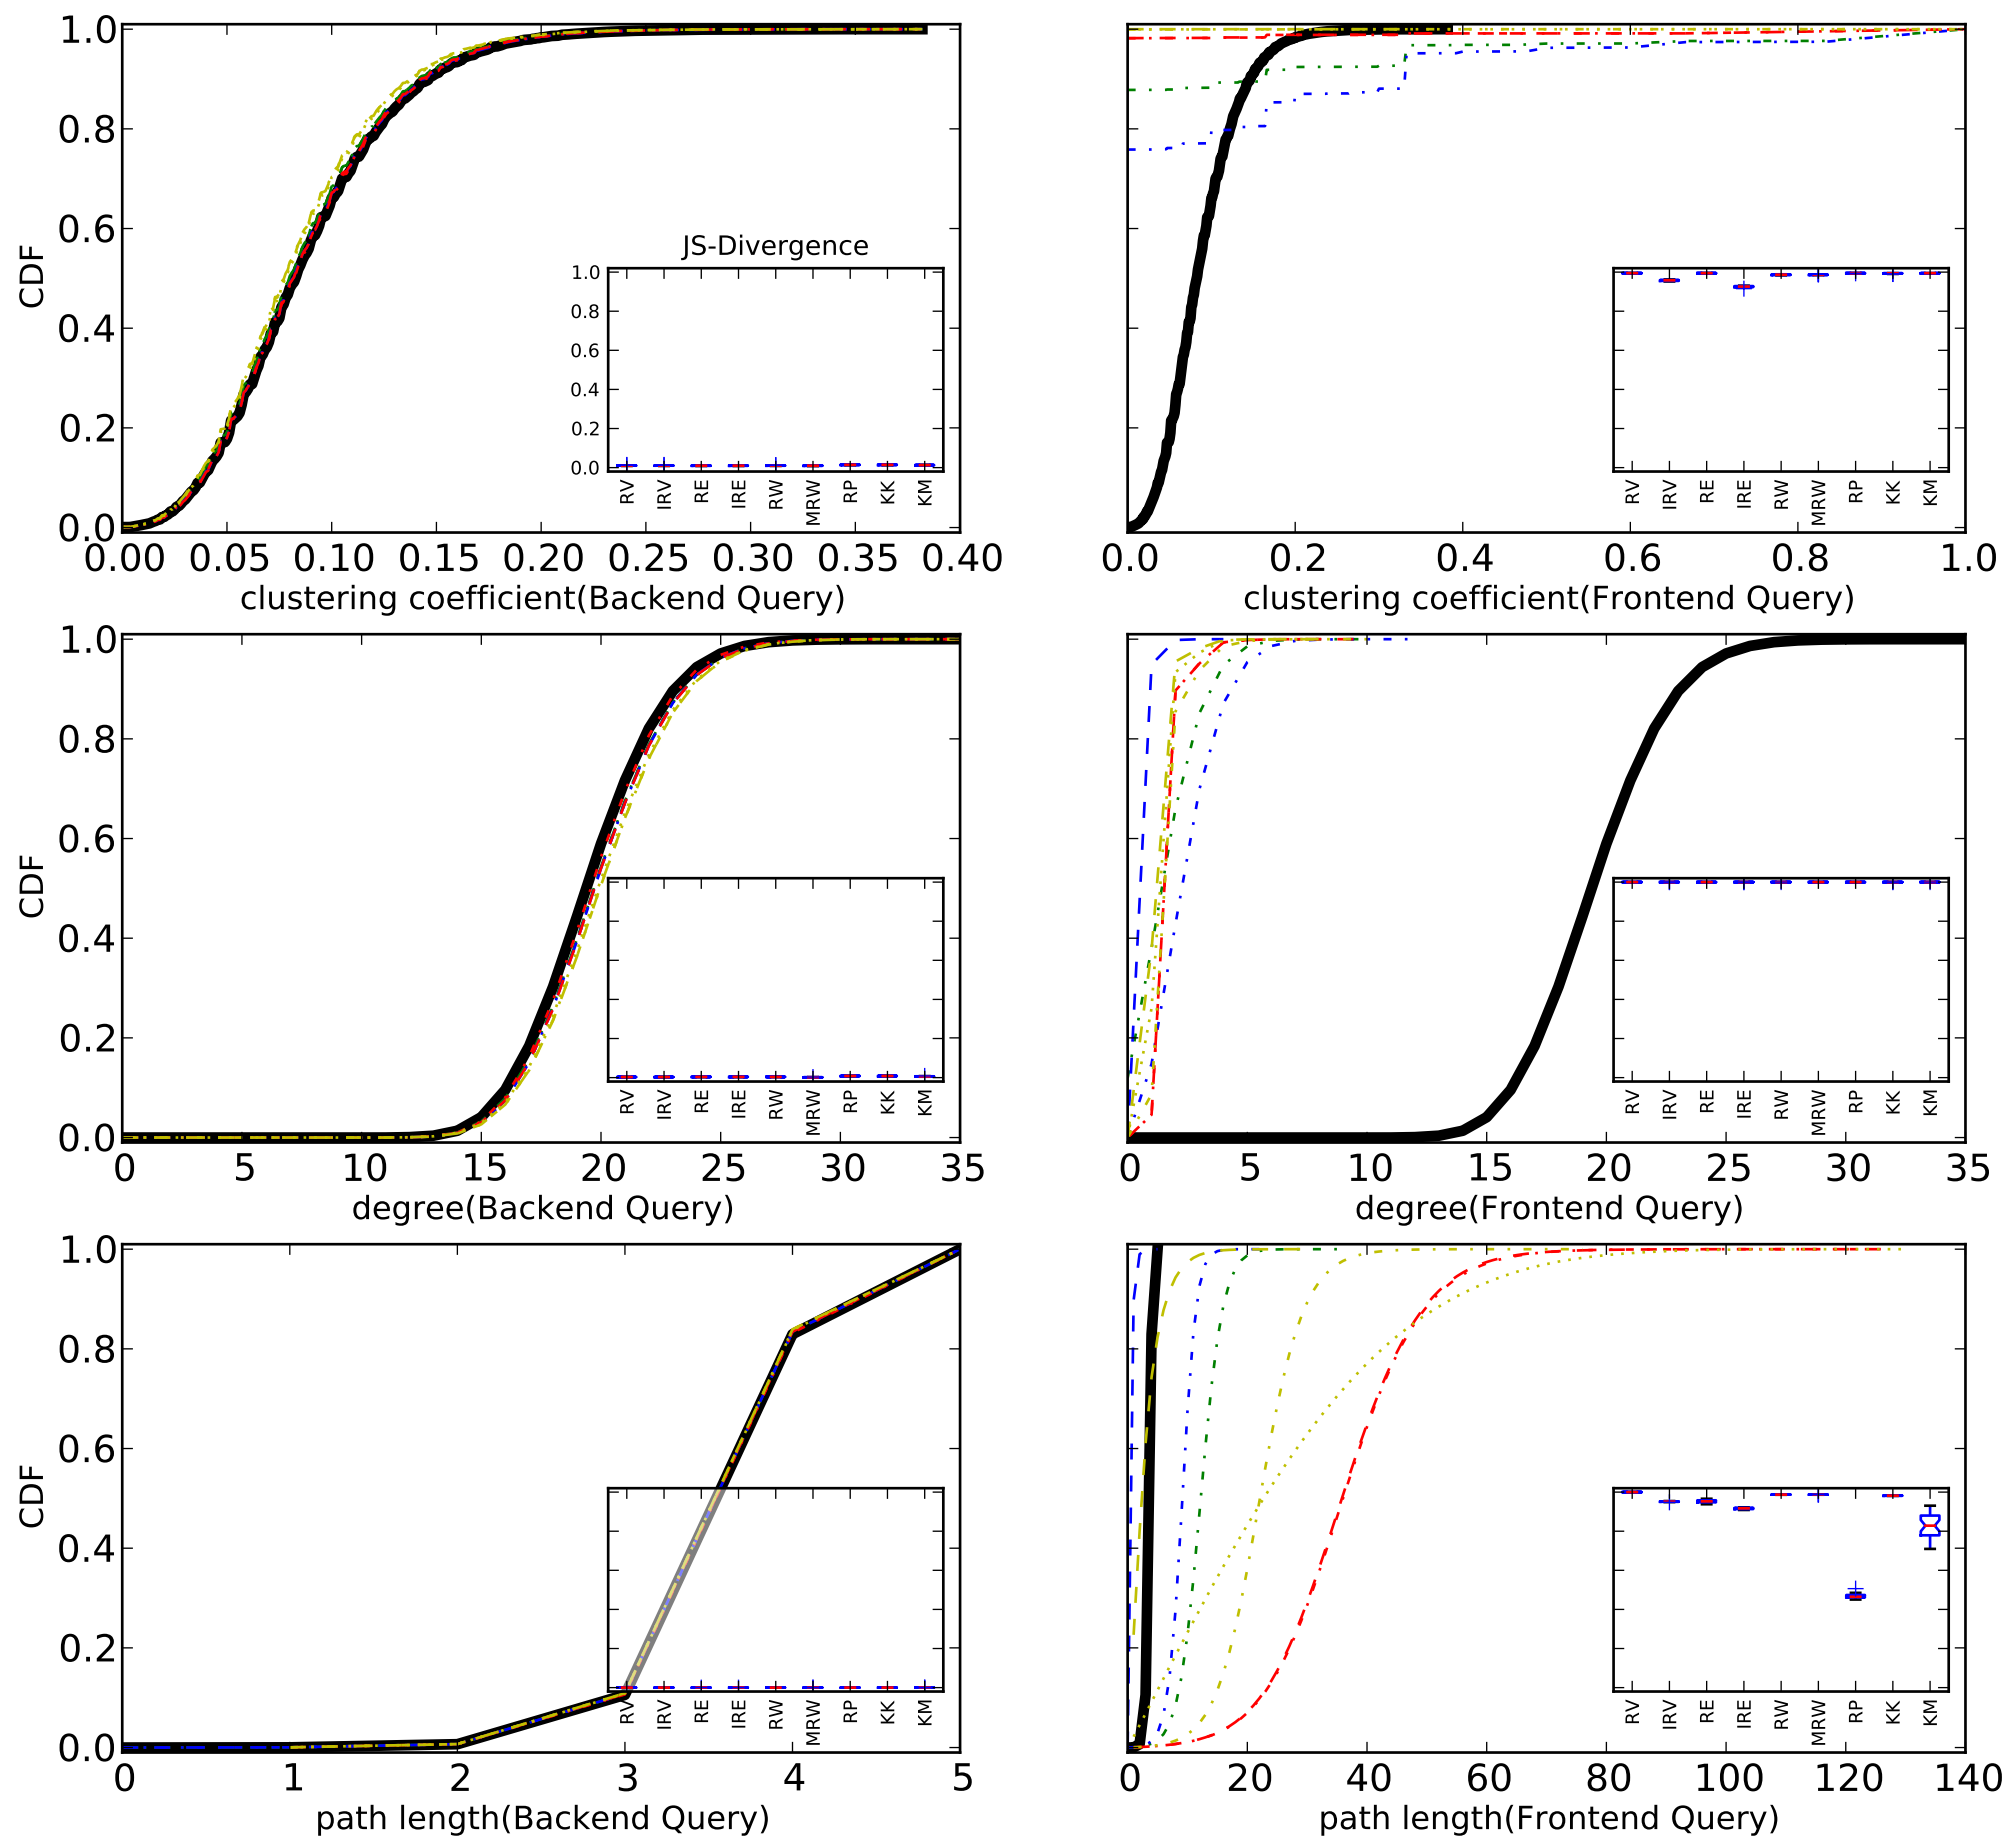 1.0
0.8
0.6
0.4
0.2
0.0
CDF
JS-Divergence
1.0
0.8
0.6
0.4
0.2
0.0
RV IRV RE IRE RW MRW RP KK KM
0.00 0.05 0.10 0.15 0.20 0.25 0.30 0.35 0.40
clustering coefficient(Backend Query)
RV IRV RE IRE RW MRW RP KK KM
0.0 0.2 0.4 0.6 0.8 1.0
clustering coefficient(Frontend Query)
1.0
0.8
0.6
0.4
0.2
0.0
CDF
RV IRV RE IRE RW MRW RP KK KM
0 5 10 15 20 25 30 35
degree(Backend Query)
RV IRV RE IRE RW MRW RP KK KM
0 5 10 15 20 25 30 35
degree(Frontend Query)
1.0
0.8
0.6
0.4
0.2
0.0
CDF
RV IRV RE IRE RW MRW RP KK KM
0 1 2 3 4 5
path length(Backend Query)
RV IRV RE IRE RW MRW RP KK KM
0 20 40 60 80 100 120 140
path length(Frontend Query)